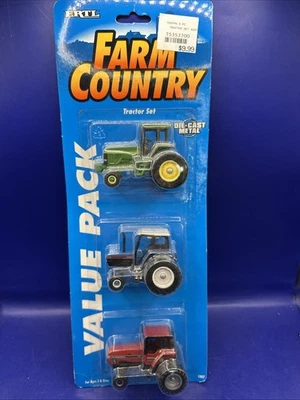 ERTL
FARM
COUNTRY
Tractor Set
DIE-CAST
METAL
VALUE PACK
$9.99